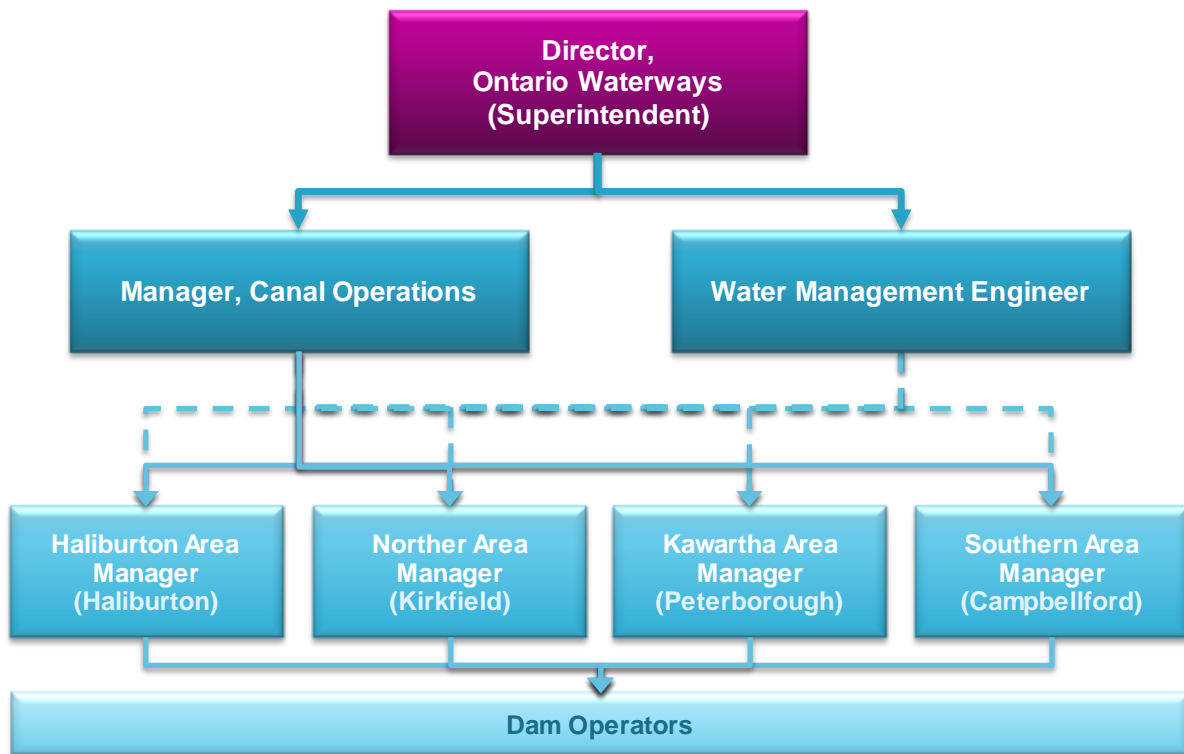 Director,
Ontario Waterways
(Superintendent)
Manager, Canal Operations
Water Management Engineer
Haliburton Area
Manager
(Haliburton)
Norther Area
Manager
(Kirkfield)
Kawartha Area
Manager
(Peterborough)
Southern Area
Manager
(Campbellford)
Dam Operators